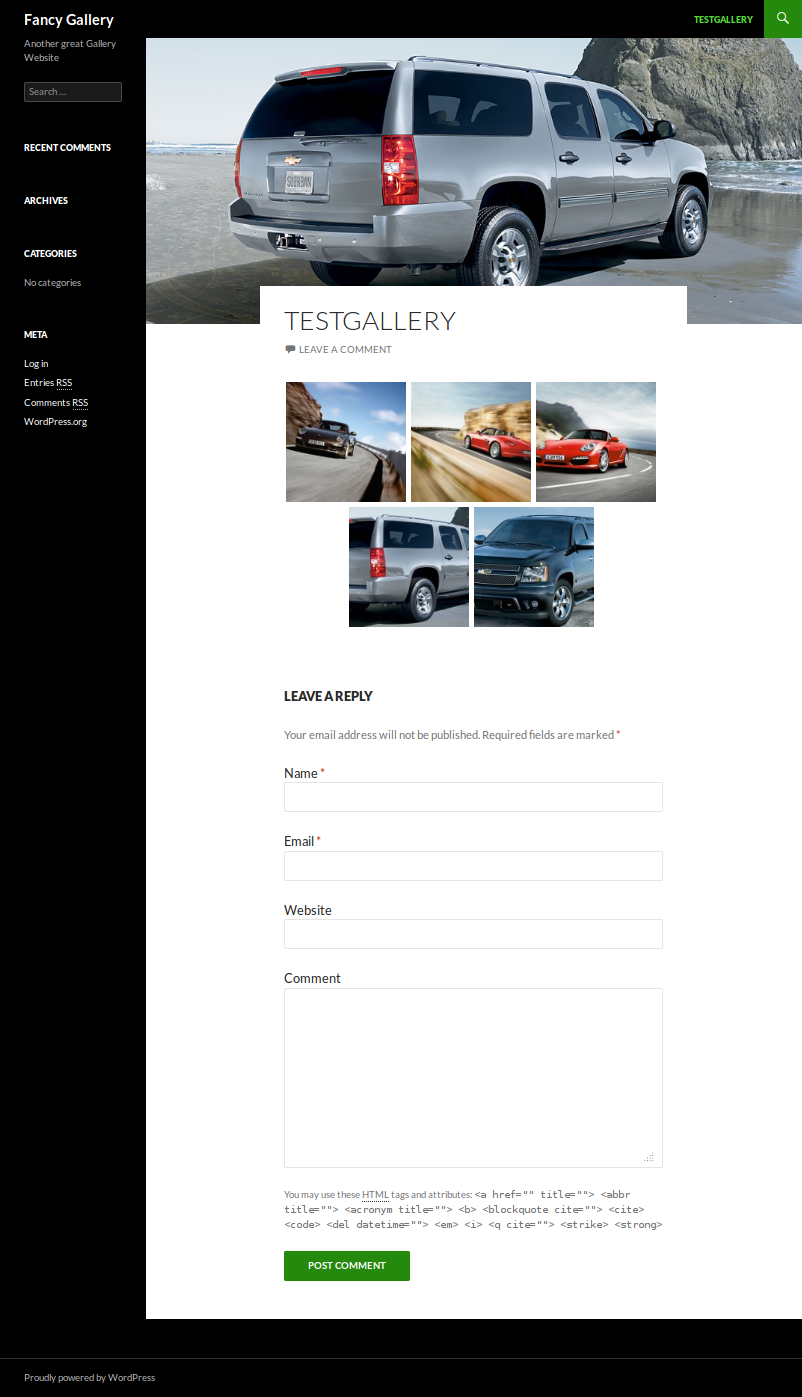 Fancy Gallery
TESTGALLERY
Another great Gallery
Website
Search …
RECENT COMMENTS
ARCHIVES
CATEGORIES
No categories
META
Log in
Entries RSS
Comments RSS
WordPress.org
SUBURBAN
TESTGALLERY
LEAVE A COMMENT
LEAVE A REPLY
Your email address will not be published. Required fields are marked *
Name *
Email *
Website
Comment
You may use these HTML tags and attributes: <a href="" title=""> <abbr
title=""> <acronym title=""> <b> <blockquote cite=""> <cite>
<code> <del datetime=""> <em> <i> <q cite=""> <strike> <strong>
POST COMMENT
Proudly powered by WordPress